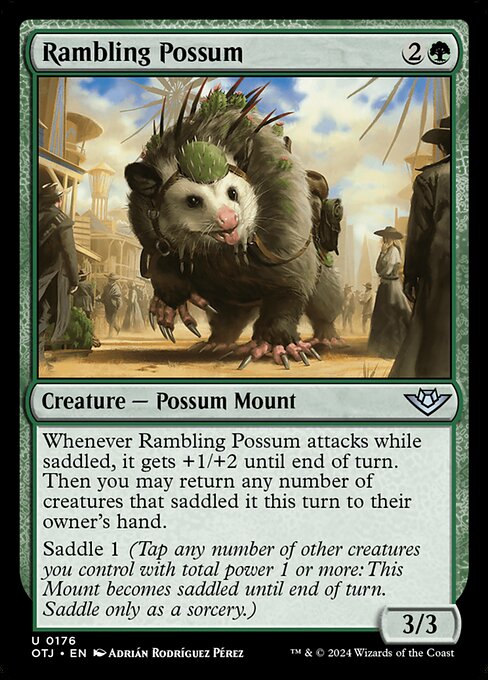 Rambling Possum 2
Creature — Possum Mount
Whenever Rambling Possum attacks while
saddled, it gets +1/+2 until end of turn.
Then you may return any number of
creatures that saddled it this turn to their
owner's hand.
Saddle 1 (Tap any number of other creatures
you control with total power 1 or more: This
Mount becomes saddled until end of turn.
Saddle only as a sorcery.)
3/3
U 0176
OTJ • EN Adrián Rodríguez Pérez
™ & © 2024 Wizards of the Coast